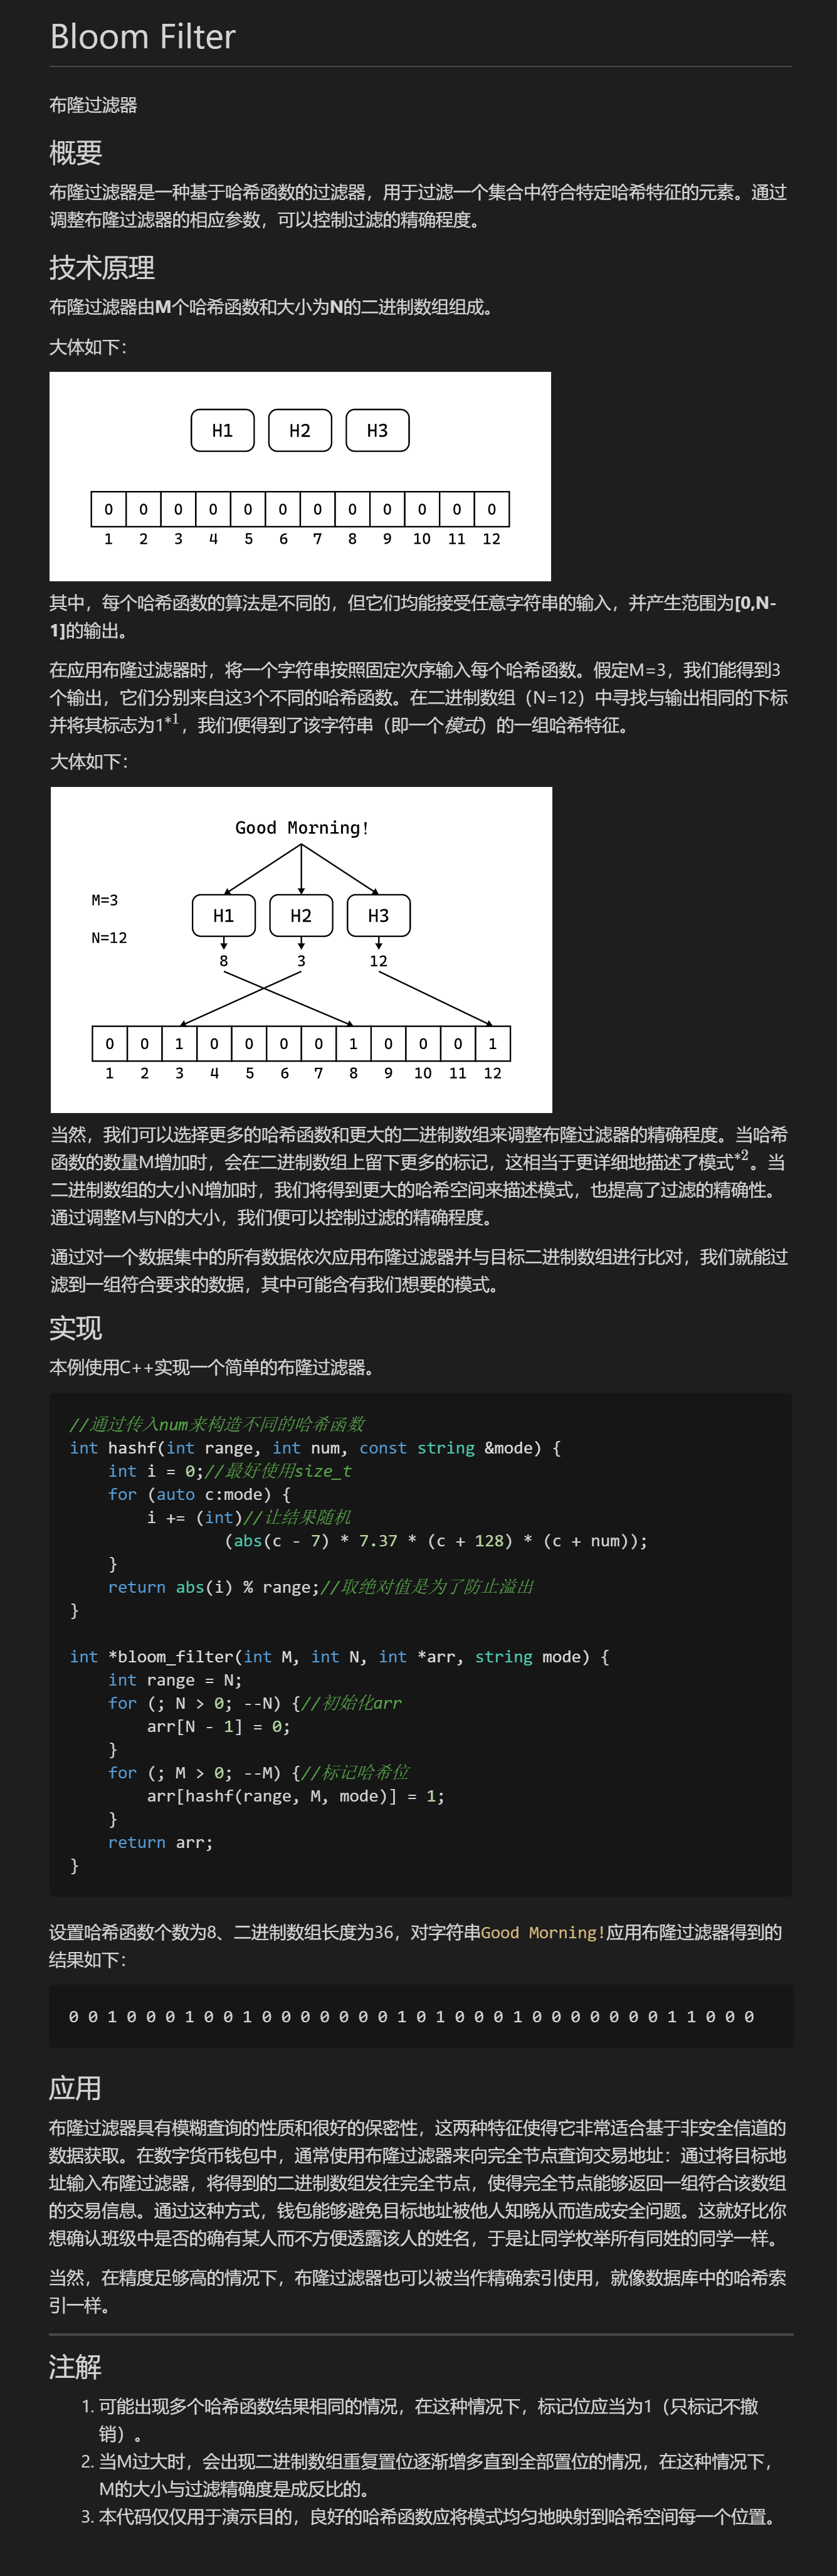 Bloom Filter
布隆过滤器
概要
布隆过滤器是一种基于哈希函数的过滤器，用于过滤一个集合中符合特定哈希特征的元素。通过
调整布隆过滤器的相应参数，可以控制过滤的精确程度。
技术原理
布隆过滤器由M个哈希函数和大小为N的二进制数组组成。
大体如下：
H1 H2 H3
0 0 0 0 0 0 0 0 0 0 0 0
1 2 3 4 5 6 7 8 9 10 11 12
其中，每个哈希函数的算法是不同的，但它们均能接受任意字符串的输入，并产生范围为[0,N-
1]的输出。
在应用布隆过滤器时，将一个字符串按照固定次序输入每个哈希函数。假定M=3，我们能得到3
个输出，它们分别来自这3个不同的哈希函数。在二进制数组（N=12）中寻找与输出相同的下标
并将其标志为1*1，我们便得到了该字符串（即一个模式）的一组哈希特征。
大体如下：
Good Morning!
M=3
H1 H2 H3
N=12
8 3 12
0 0 1 0 0 0 0 1 0 0 0 1
1 2 3 4 5 6 7 8 9 10 11 12
当然，我们可以选择更多的哈希函数和更大的二进制数组来调整布隆过滤器的精确程度。当哈希
函数的数量M增加时，会在二进制数组上留下更多的标记，这相当于更详细地描述了模式*2。当
二进制数组的大小N增加时，我们将得到更大的哈希空间来描述模式，也提高了过滤的精确性。
通过调整M与N的大小，我们便可以控制过滤的精确程度。
通过对一个数据集中的所有数据依次应用布隆过滤器并与目标二进制数组进行比对，我们就能过
滤到一组符合要求的数据，其中可能含有我们想要的模式。
实现
本例使用C++实现一个简单的布隆过滤器。
//通过传入num来构造不同的哈希函数
int hashf(int range, int num, const string &mode) {
    int i = 0;//最好使用size_t
    for (auto c:mode) {
        i += (int)//让结果随机
                (abs(c - 7) * 7.37 * (c + 128) * (c + num));
    }
    return abs(i) % range;//取绝对值是为了防止溢出
}
int *bloom_filter(int M, int N, int *arr, string mode) {
    int range = N;
    for (; N > 0; --N) {//初始化arr
        arr[N - 1] = 0;
    }
    for (; M > 0; --M) {//标记哈希位
        arr[hashf(range, M, mode)] = 1;
    }
    return arr;
}
设置哈希函数个数为8、二进制数组长度为36，对字符串Good Morning!应用布隆过滤器得到的
结果如下：
0 0 1 0 0 0 1 0 0 1 0 0 0 0 0 0 0 1 0 1 0 0 0 1 0 0 0 0 0 0 0 1 1 0 0 0
应用
布隆过滤器具有模糊查询的性质和很好的保密性，这两种特征使得它非常适合基于非安全信道的
数据获取。在数字货币钱包中，通常使用布隆过滤器来向完全节点查询交易地址：通过将目标地
址输入布隆过滤器，将得到的二进制数组发往完全节点，使得完全节点能够返回一组符合该数组
的交易信息。通过这种方式，钱包能够避免目标地址被他人知晓从而造成安全问题。这就好比你
想确认班级中是否的确有某人而不方便透露该人的姓名，于是让同学枚举所有同姓的同学一样。
当然，在精度足够高的情况下，布隆过滤器也可以被当作精确索引使用，就像数据库中的哈希索
引一样。
注解
1. 可能出现多个哈希函数结果相同的情况，在这种情况下，标记位应当为1（只标记不撤
销）。
2. 当M过大时，会出现二进制数组重复置位逐渐增多直到全部置位的情况，在这种情况下，
M的大小与过滤精确度是成反比的。
3. 本代码仅仅用于演示目的，良好的哈希函数应将模式均匀地映射到哈希空间每一个位置。